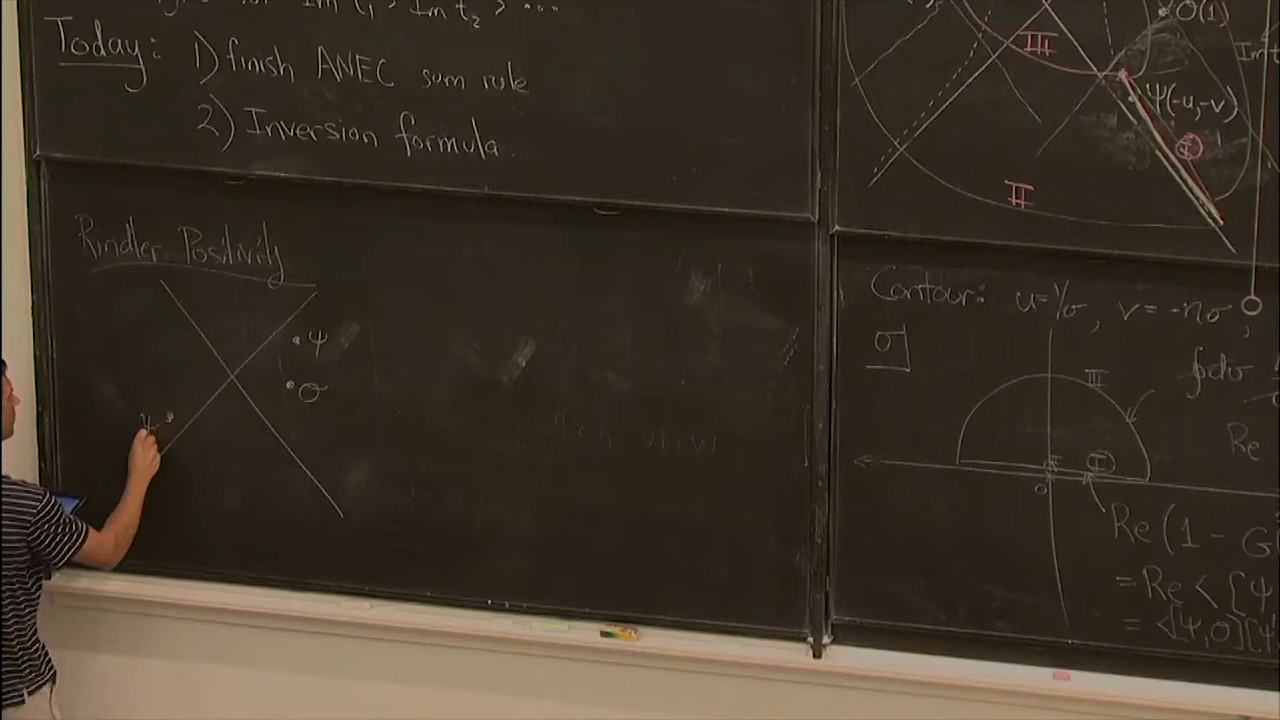 Today: 1) finish ANEC sum rule
2) Inversion formula.
Rindler Positivity
ψ
O
ψ
III
O(1)
ψ(-u,-v)
I
II
Contour: u=1/σ, v=-ησ,
σ
∮dσ
III
Re
I
0
Re(1 - G
= Re < [ψ,
= <[ψ,O][ψ